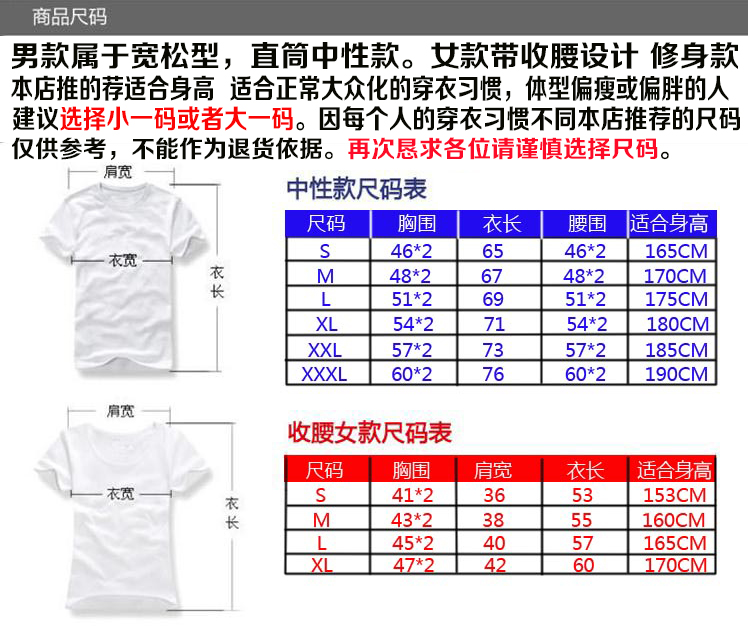 商品尺码
男款属于宽松型，直筒中性款。女款带收腰设计 修身款
本店推的荐适合身高 适合正常大众化的穿衣习惯，体型偏瘦或偏胖的人
建议选择小一码或者大一码。因每个人的穿衣习惯不同本店推荐的尺码
仅供参考，不能作为退货依据。再次恳求各位请谨慎选择尺码。
肩宽
衣宽
衣长
中性款尺码表
尺码 胸围 衣长 腰围 适合身高
S 46*2 65 46*2 165CM
M 48*2 67 48*2 170CM
L 51*2 69 51*2 175CM
XL 54*2 71 54*2 180CM
XXL 57*2 73 57*2 185CM
XXXL 60*2 76 60*2 190CM
肩宽
衣宽
衣长
收腰女款尺码表
尺码 胸围 肩宽 衣长 适合身高
S 41*2 36 53 153CM
M 43*2 38 55 160CM
L 45*2 40 57 165CM
XL 47*2 42 60 170CM